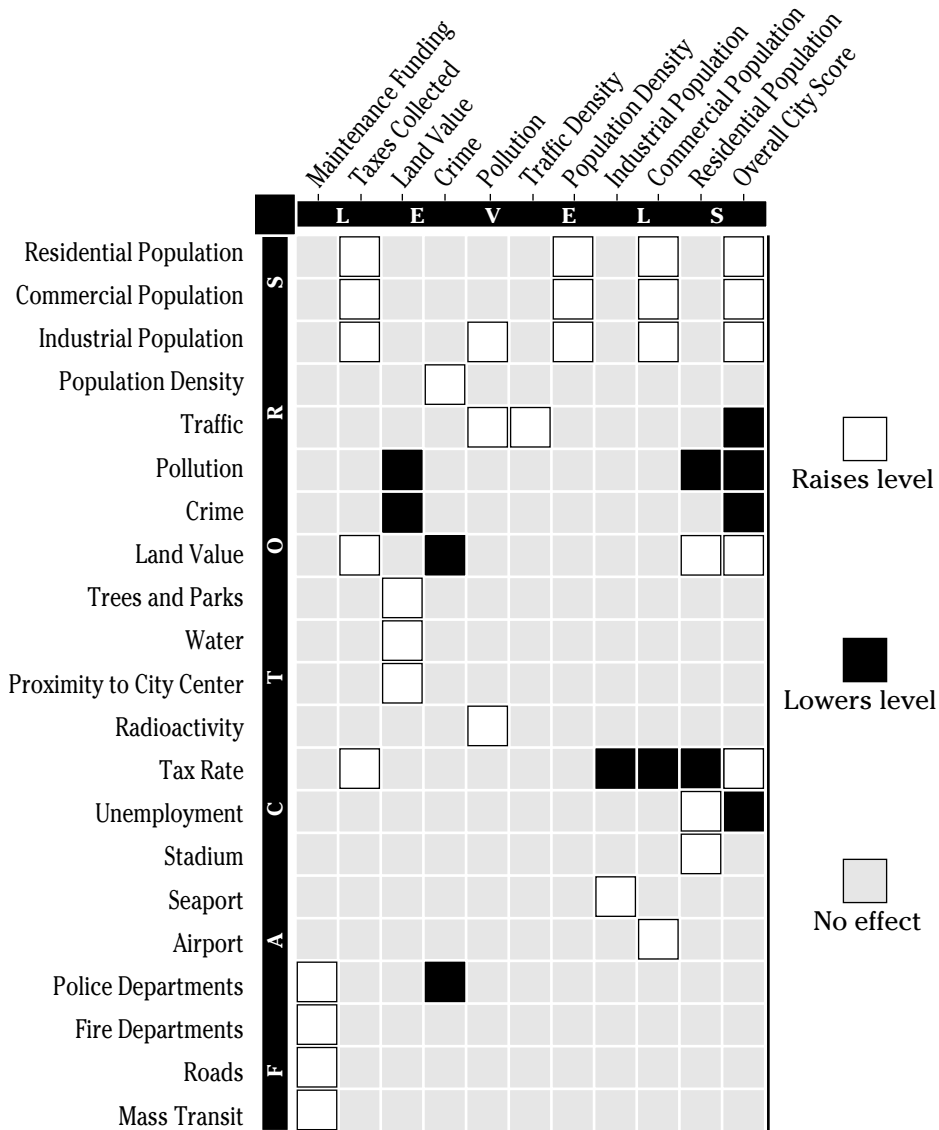 Maintenance Funding
Taxes Collected
Land Value
Crime
Pollution
Traffic Density
Population Density
Industrial Population
Commercial Population
Residential Population
Overall City Score
L E V E L S
Residential Population
Commercial Population
Industrial Population
Population Density
Traffic
Pollution
Crime
Land Value
Trees and Parks
Water
Proximity to City Center
Radioactivity
Tax Rate
Unemployment
Stadium
Seaport
Airport
Police Departments
Fire Departments
Roads
Mass Transit
F A C T O R S
Raises level
Lowers level
No effect